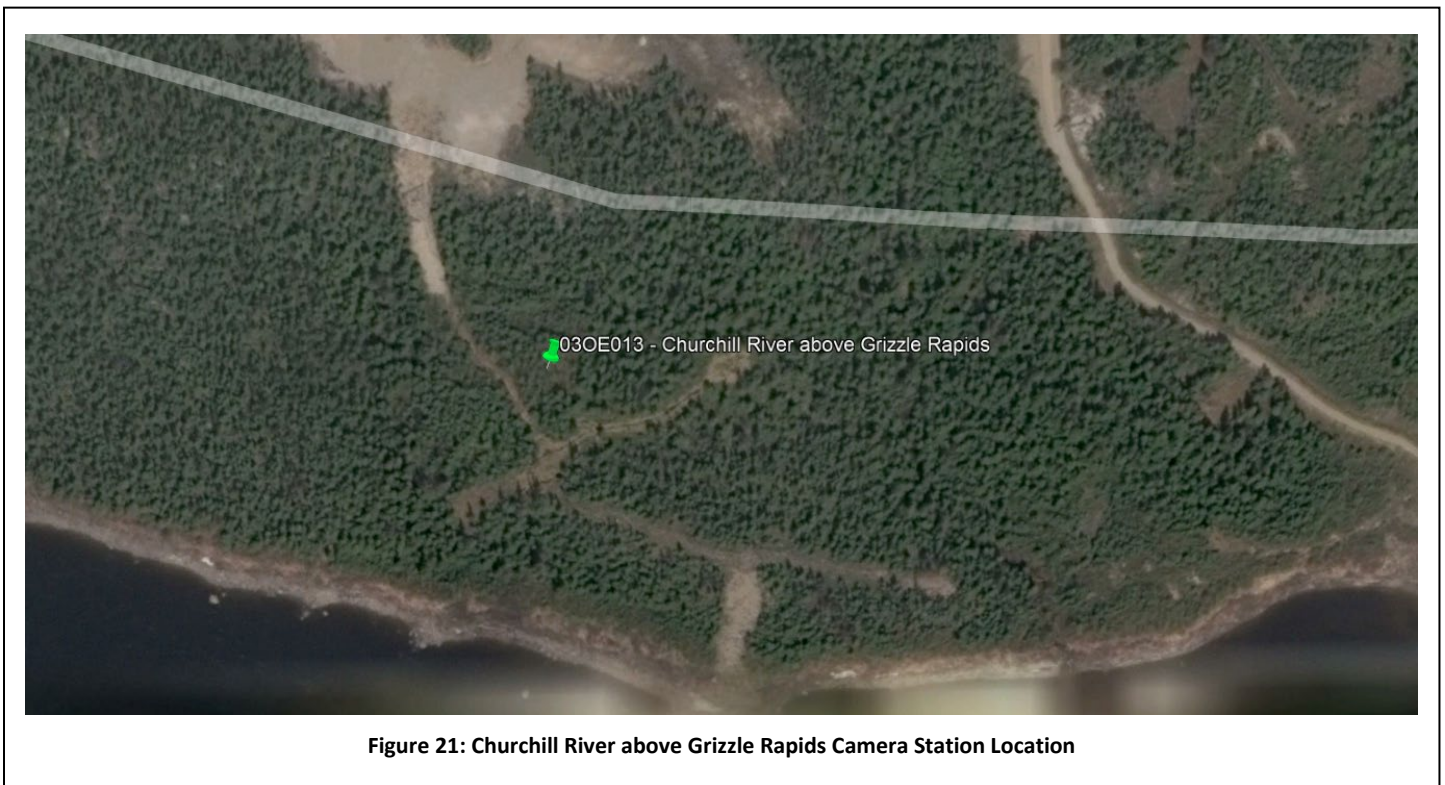 03OE013 - Churchill River above Grizzle Rapids
Figure 21: Churchill River above Grizzle Rapids Camera Station Location